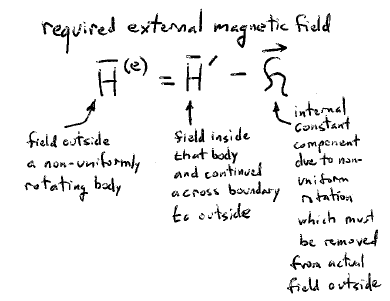 required external magnetic field
H̅⁽ᵉ⁾ = H̅′ − Ω⃗
field outside
a non-uniformly
rotating body
field inside
that body
and continued
across boundary
to outside
internal
constant
component
due to non-
uniform
rotation
which must
be removed
from actual
field outside